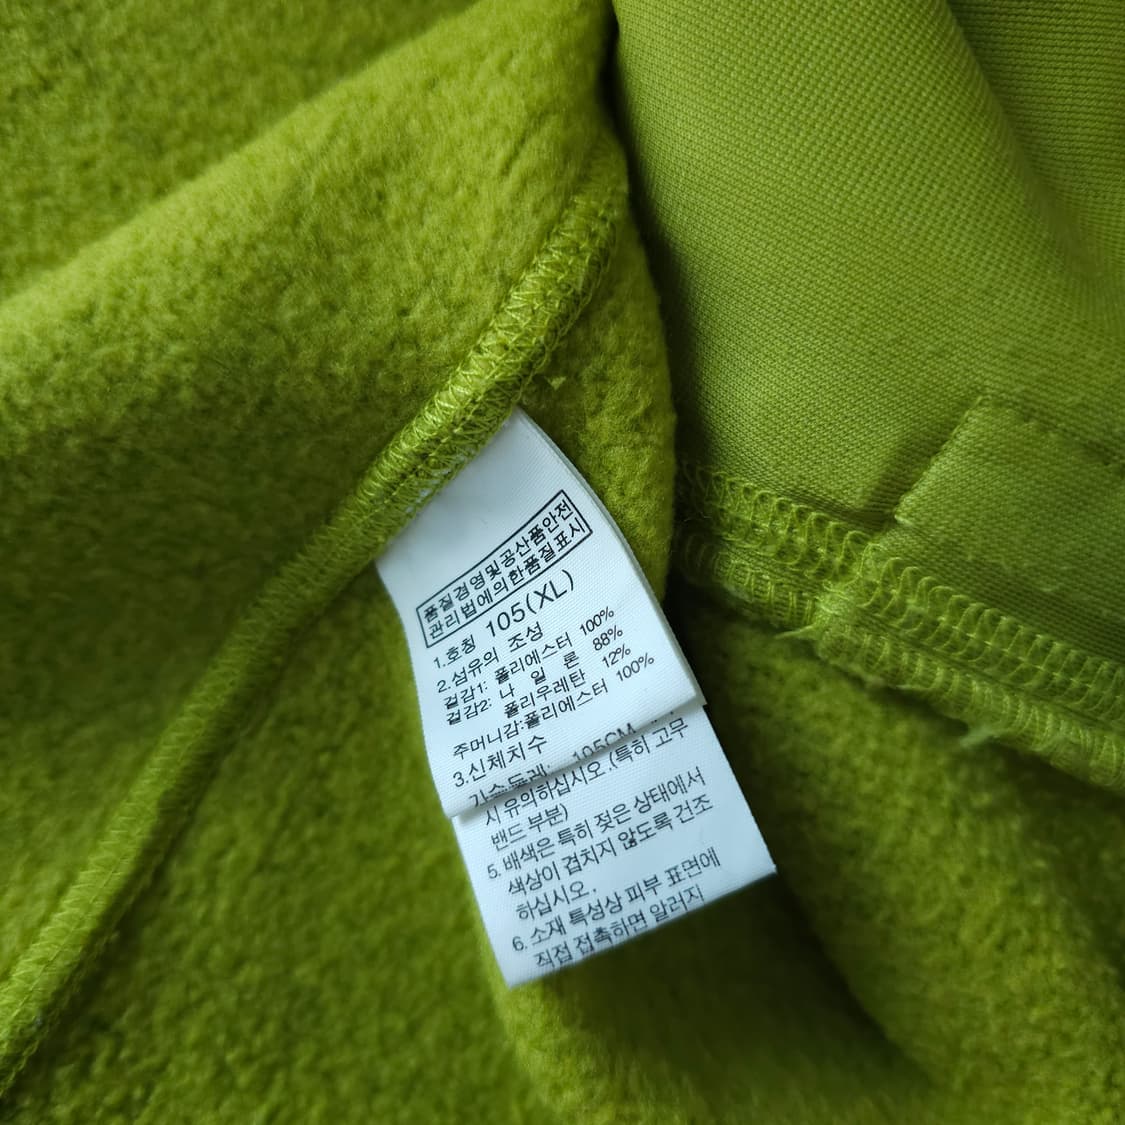 품질경영및공산품안전
관리법에의한품질표시
1.호칭 105(XL)
2.섬유의 조성
겉감1: 폴리에스터 100%
겉감2: 나 일 론 88%
폴리우레탄 12%
주머니감:폴리에스터 100%
3.신체치수
가슴둘레: 105CM
시 유의하십시오.(특히 고무
밴드 부분)
5. 배색은 특히 젖은 상태에서
색상이 겹치지 않도록 건조
하십시오.
6. 소재 특성상 피부 표면에
직접 접촉하면 알러지